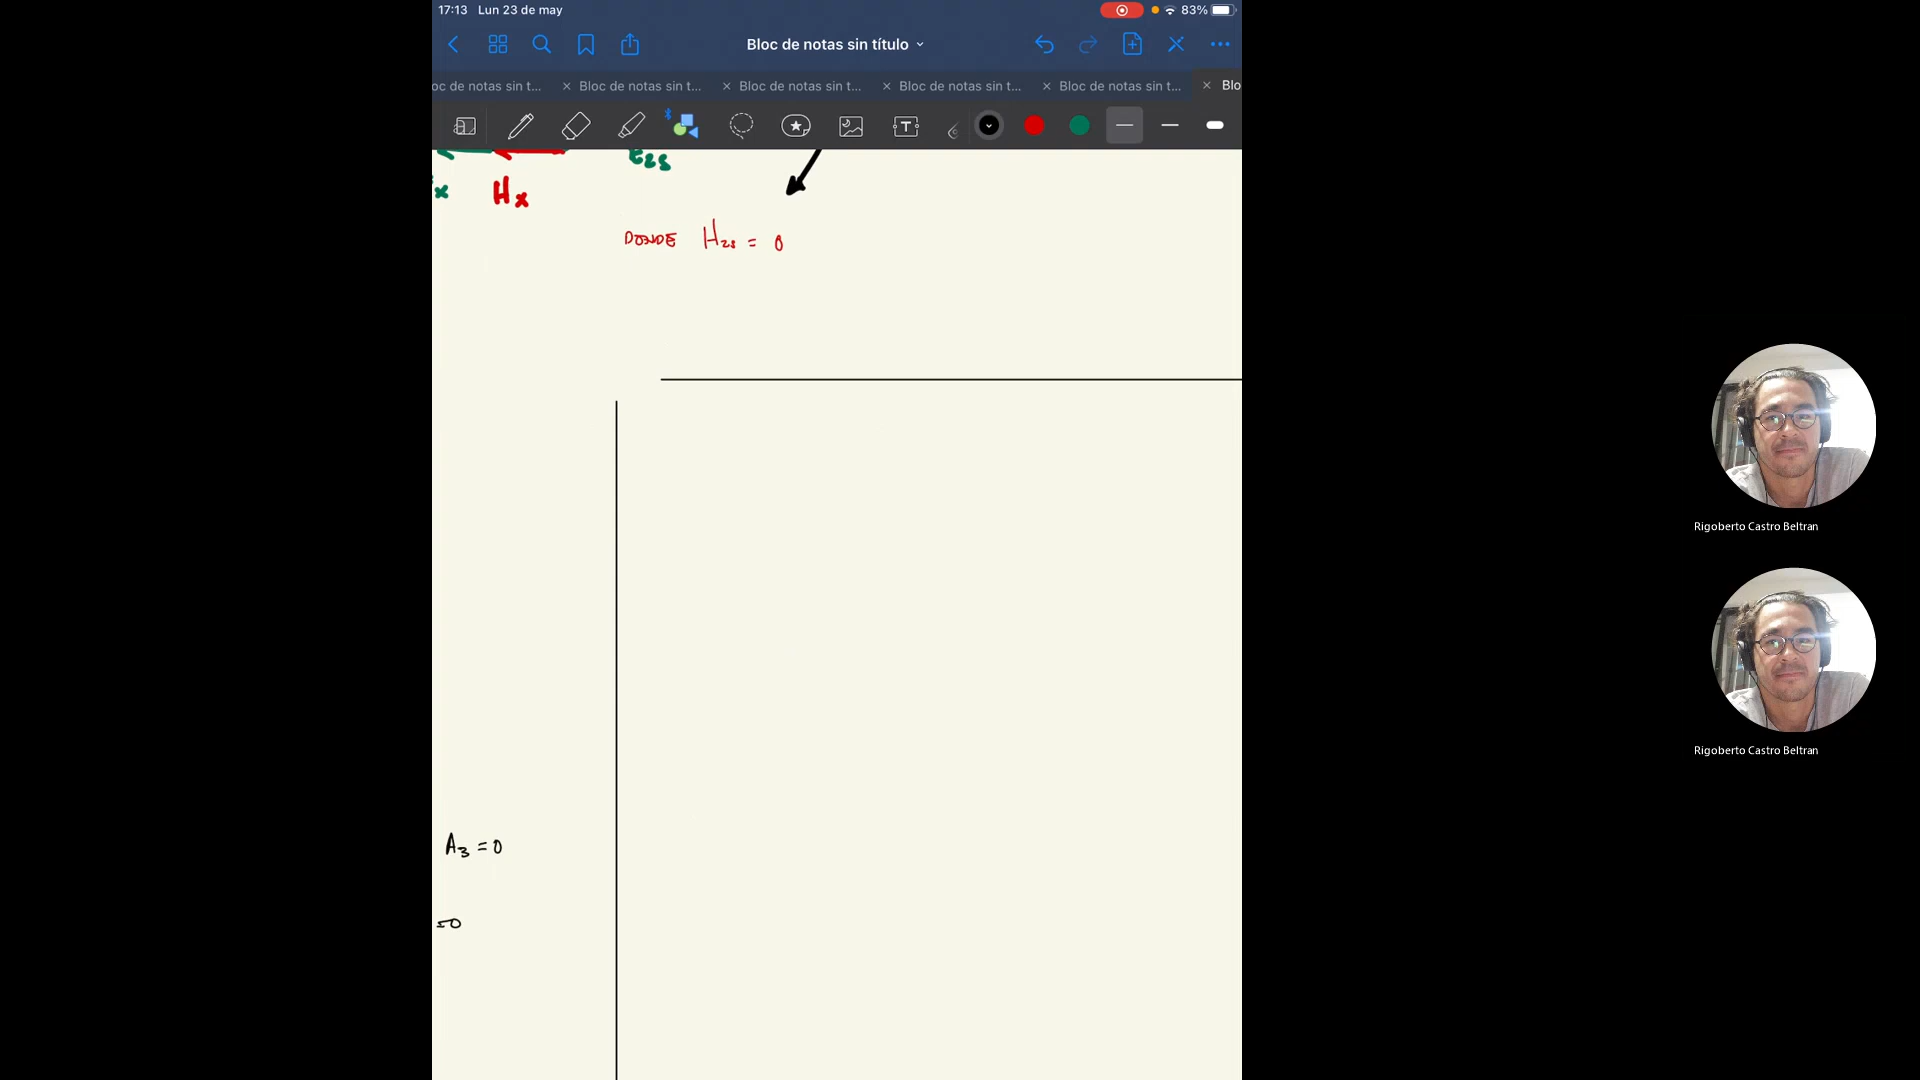 17:13 Lun 23 de may 83%
Bloc de notas sin título
oc de notas sin t... Bloc de notas sin t... Bloc de notas sin t... Bloc de notas sin t... Bloc de notas sin t... Blo
T
E2s
x Hx
DONDE H2s = 0
A3 = 0
=0
Rigoberto Castro Beltran
Rigoberto Castro Beltran